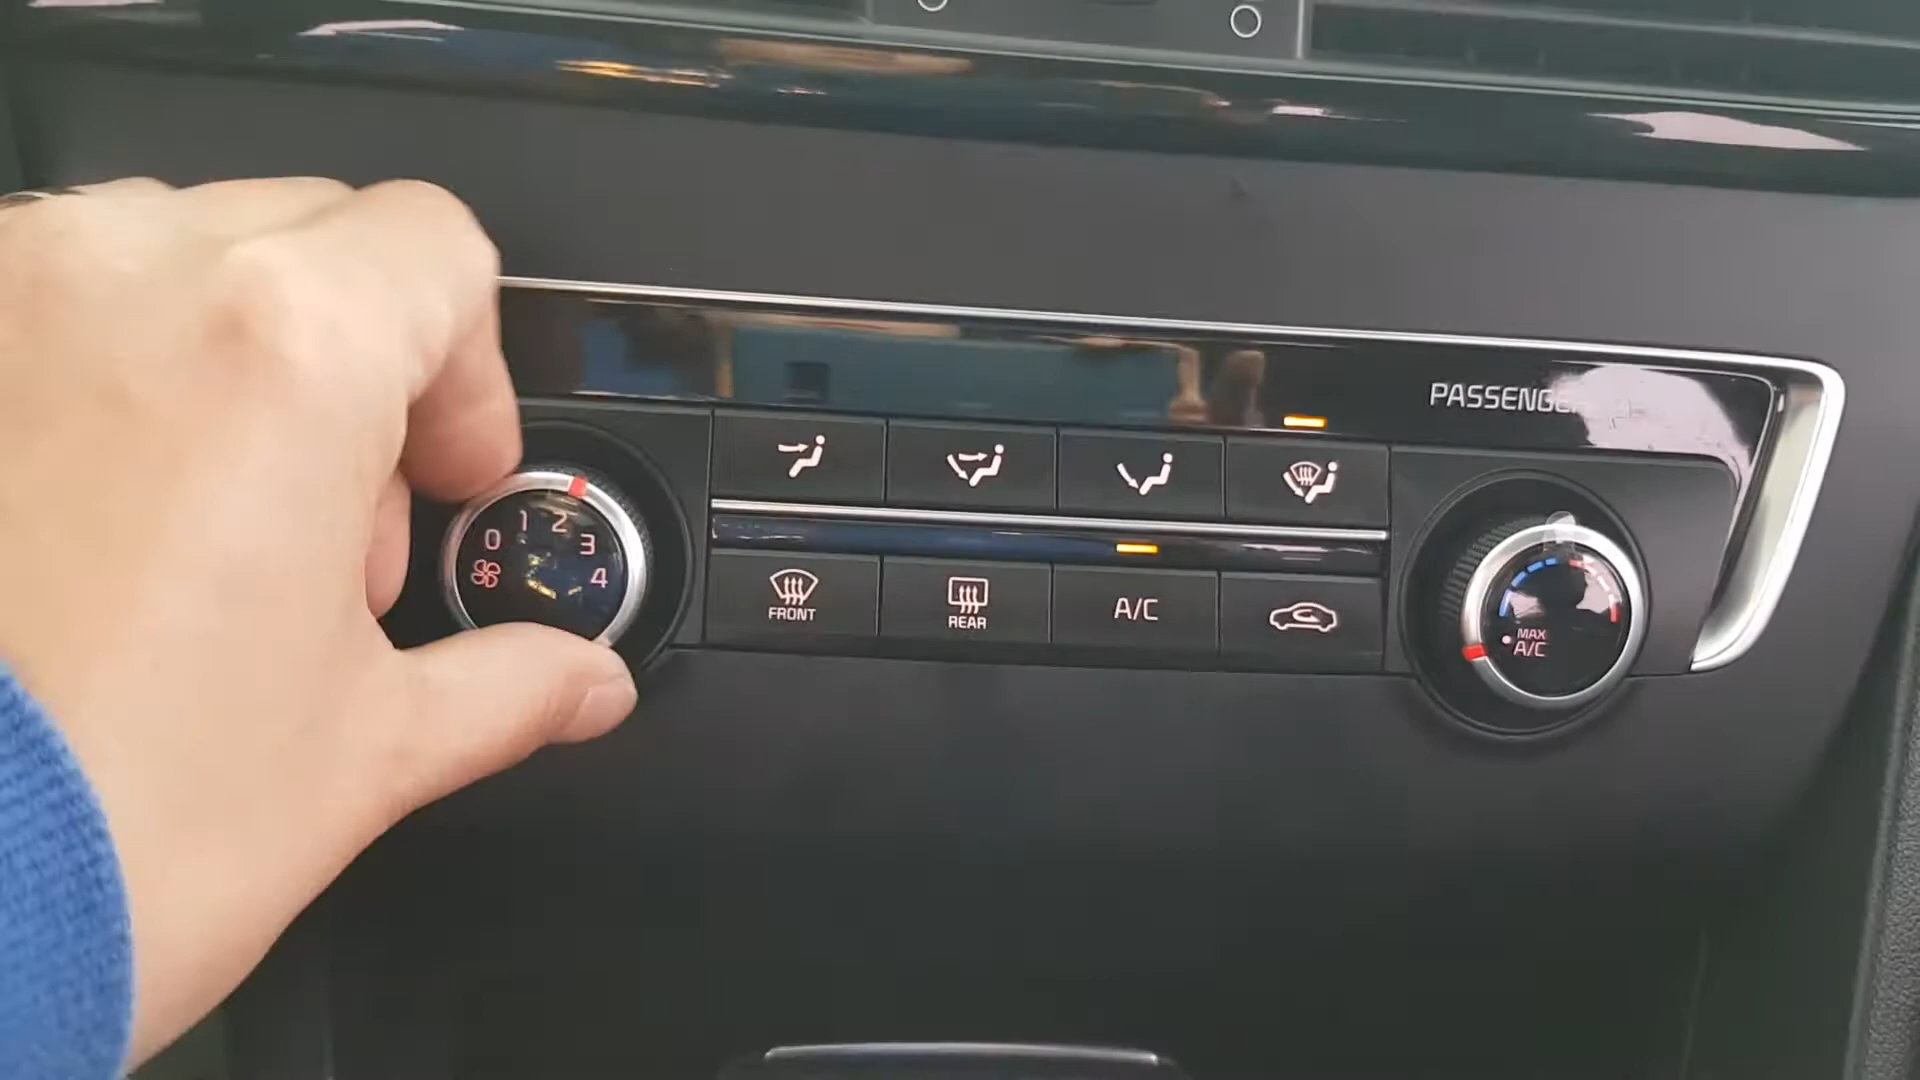 PASSENGER
0 1 2 3 4
FRONT
REAR
A/C
MAX
A/C